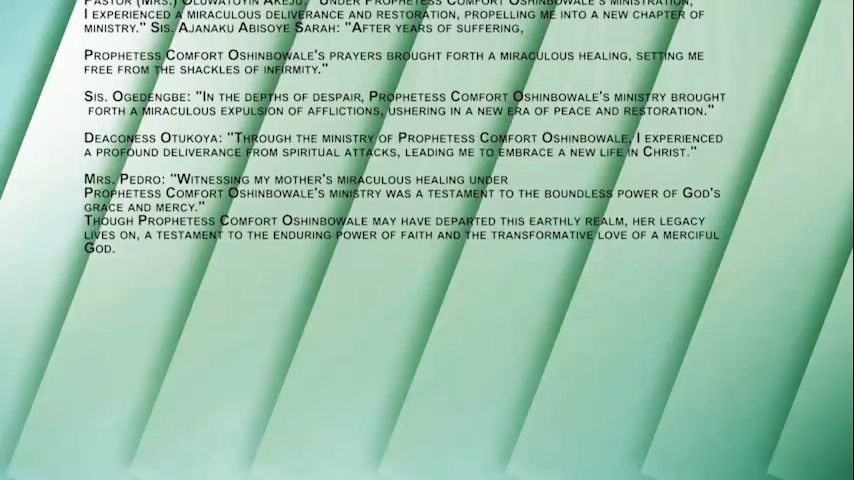 Pastor (Mrs.) Oluwatoyin Akeju: "Under Prophetess Comfort Oshinbowale's ministration,
I experienced a miraculous deliverance and restoration, propelling me into a new chapter of
ministry." Sis. Ajanaku Abisoye Sarah: "After years of suffering,
Prophetess Comfort Oshinbowale's prayers brought forth a miraculous healing, setting me
free from the shackles of infirmity."
Sis. Ogedengbe: "In the depths of despair, Prophetess Comfort Oshinbowale's ministry brought
forth a miraculous expulsion of afflictions, ushering in a new era of peace and restoration."
Deaconess Otukoya: "Through the ministry of Prophetess Comfort Oshinbowale, I experienced
a profound deliverance from spiritual attacks, leading me to embrace a new life in Christ."
Mrs. Pedro: "Witnessing my mother's miraculous healing under
Prophetess Comfort Oshinbowale's ministry was a testament to the boundless power of God's
grace and mercy."
Though Prophetess Comfort Oshinbowale may have departed this earthly realm, her legacy
lives on, a testament to the enduring power of faith and the transformative love of a merciful
God.